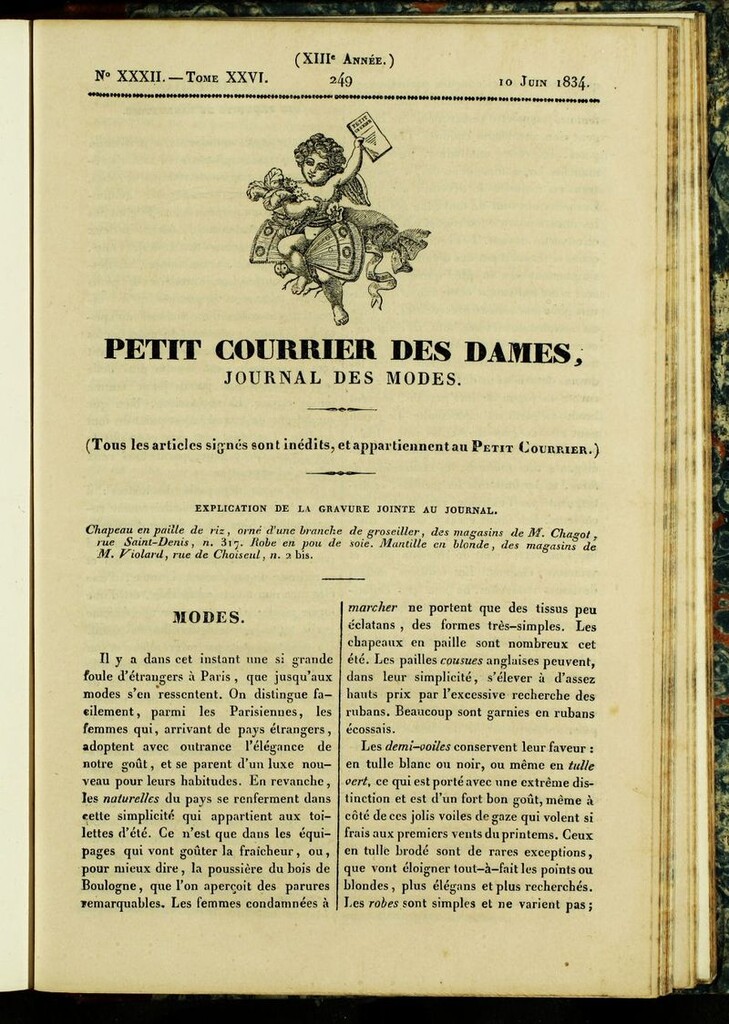 (XIIIe Année.)
No XXXII. — Tome XXVI. 249 10 Juin 1834.
PETIT COURRIER DES DAMES,
JOURNAL DES MODES.
(Tous les articles signés sont inédits, et appartiennent au Petit Courrier.)
EXPLICATION DE LA GRAVURE JOINTE AU JOURNAL.
Chapeau en paille de riz, orné d'une branche de groseiller, des magasins de M. Chagot,
rue Saint-Denis, n. 317. Robe en pou de soie. Mantille en blonde, des magasins de
M. Violard, rue de Choiseul, n. 2 bis.
MODES.
Il y a dans cet instant une si grande
foule d'étrangers à Paris, que jusqu'aux
modes s'en ressentent. On distingue fa-
cilement, parmi les Parisiennes, les
femmes qui, arrivant de pays étrangers,
adoptent avec outrance l'élégance de
notre goût, et se parent d'un luxe nou-
veau pour leurs habitudes. En revanche,
les naturelles du pays se renferment dans
cette simplicité qui appartient aux toi-
lettes d'été. Ce n'est que dans les équi-
pages qui vont goûter la fraîcheur, ou,
pour mieux dire, la poussière du bois de
Boulogne, que l'on aperçoit des parures
remarquables. Les femmes condamnées à
marcher ne portent que des tissus peu
éclatans, des formes très-simples. Les
chapeaux en paille sont nombreux cet
été. Les pailles cousues anglaises peuvent,
dans leur simplicité, s'élever à d'assez
hauts prix par l'excessive recherche des
rubans. Beaucoup sont garnies en rubans
écossais.
Les demi-voiles conservent leur faveur :
en tulle blanc ou noir, ou même en tulle
vert, ce qui est porté avec une extrême dis-
tinction et est d'un fort bon goût, même à
côté de ces jolis voiles de gaze qui volent si
frais aux premiers vents du printems. Ceux
en tulle brodé sont de rares exceptions,
que vont éloigner tout-à-fait les points ou
blondes, plus élégans et plus recherchés.
Les robes sont simples et ne varient pas ;